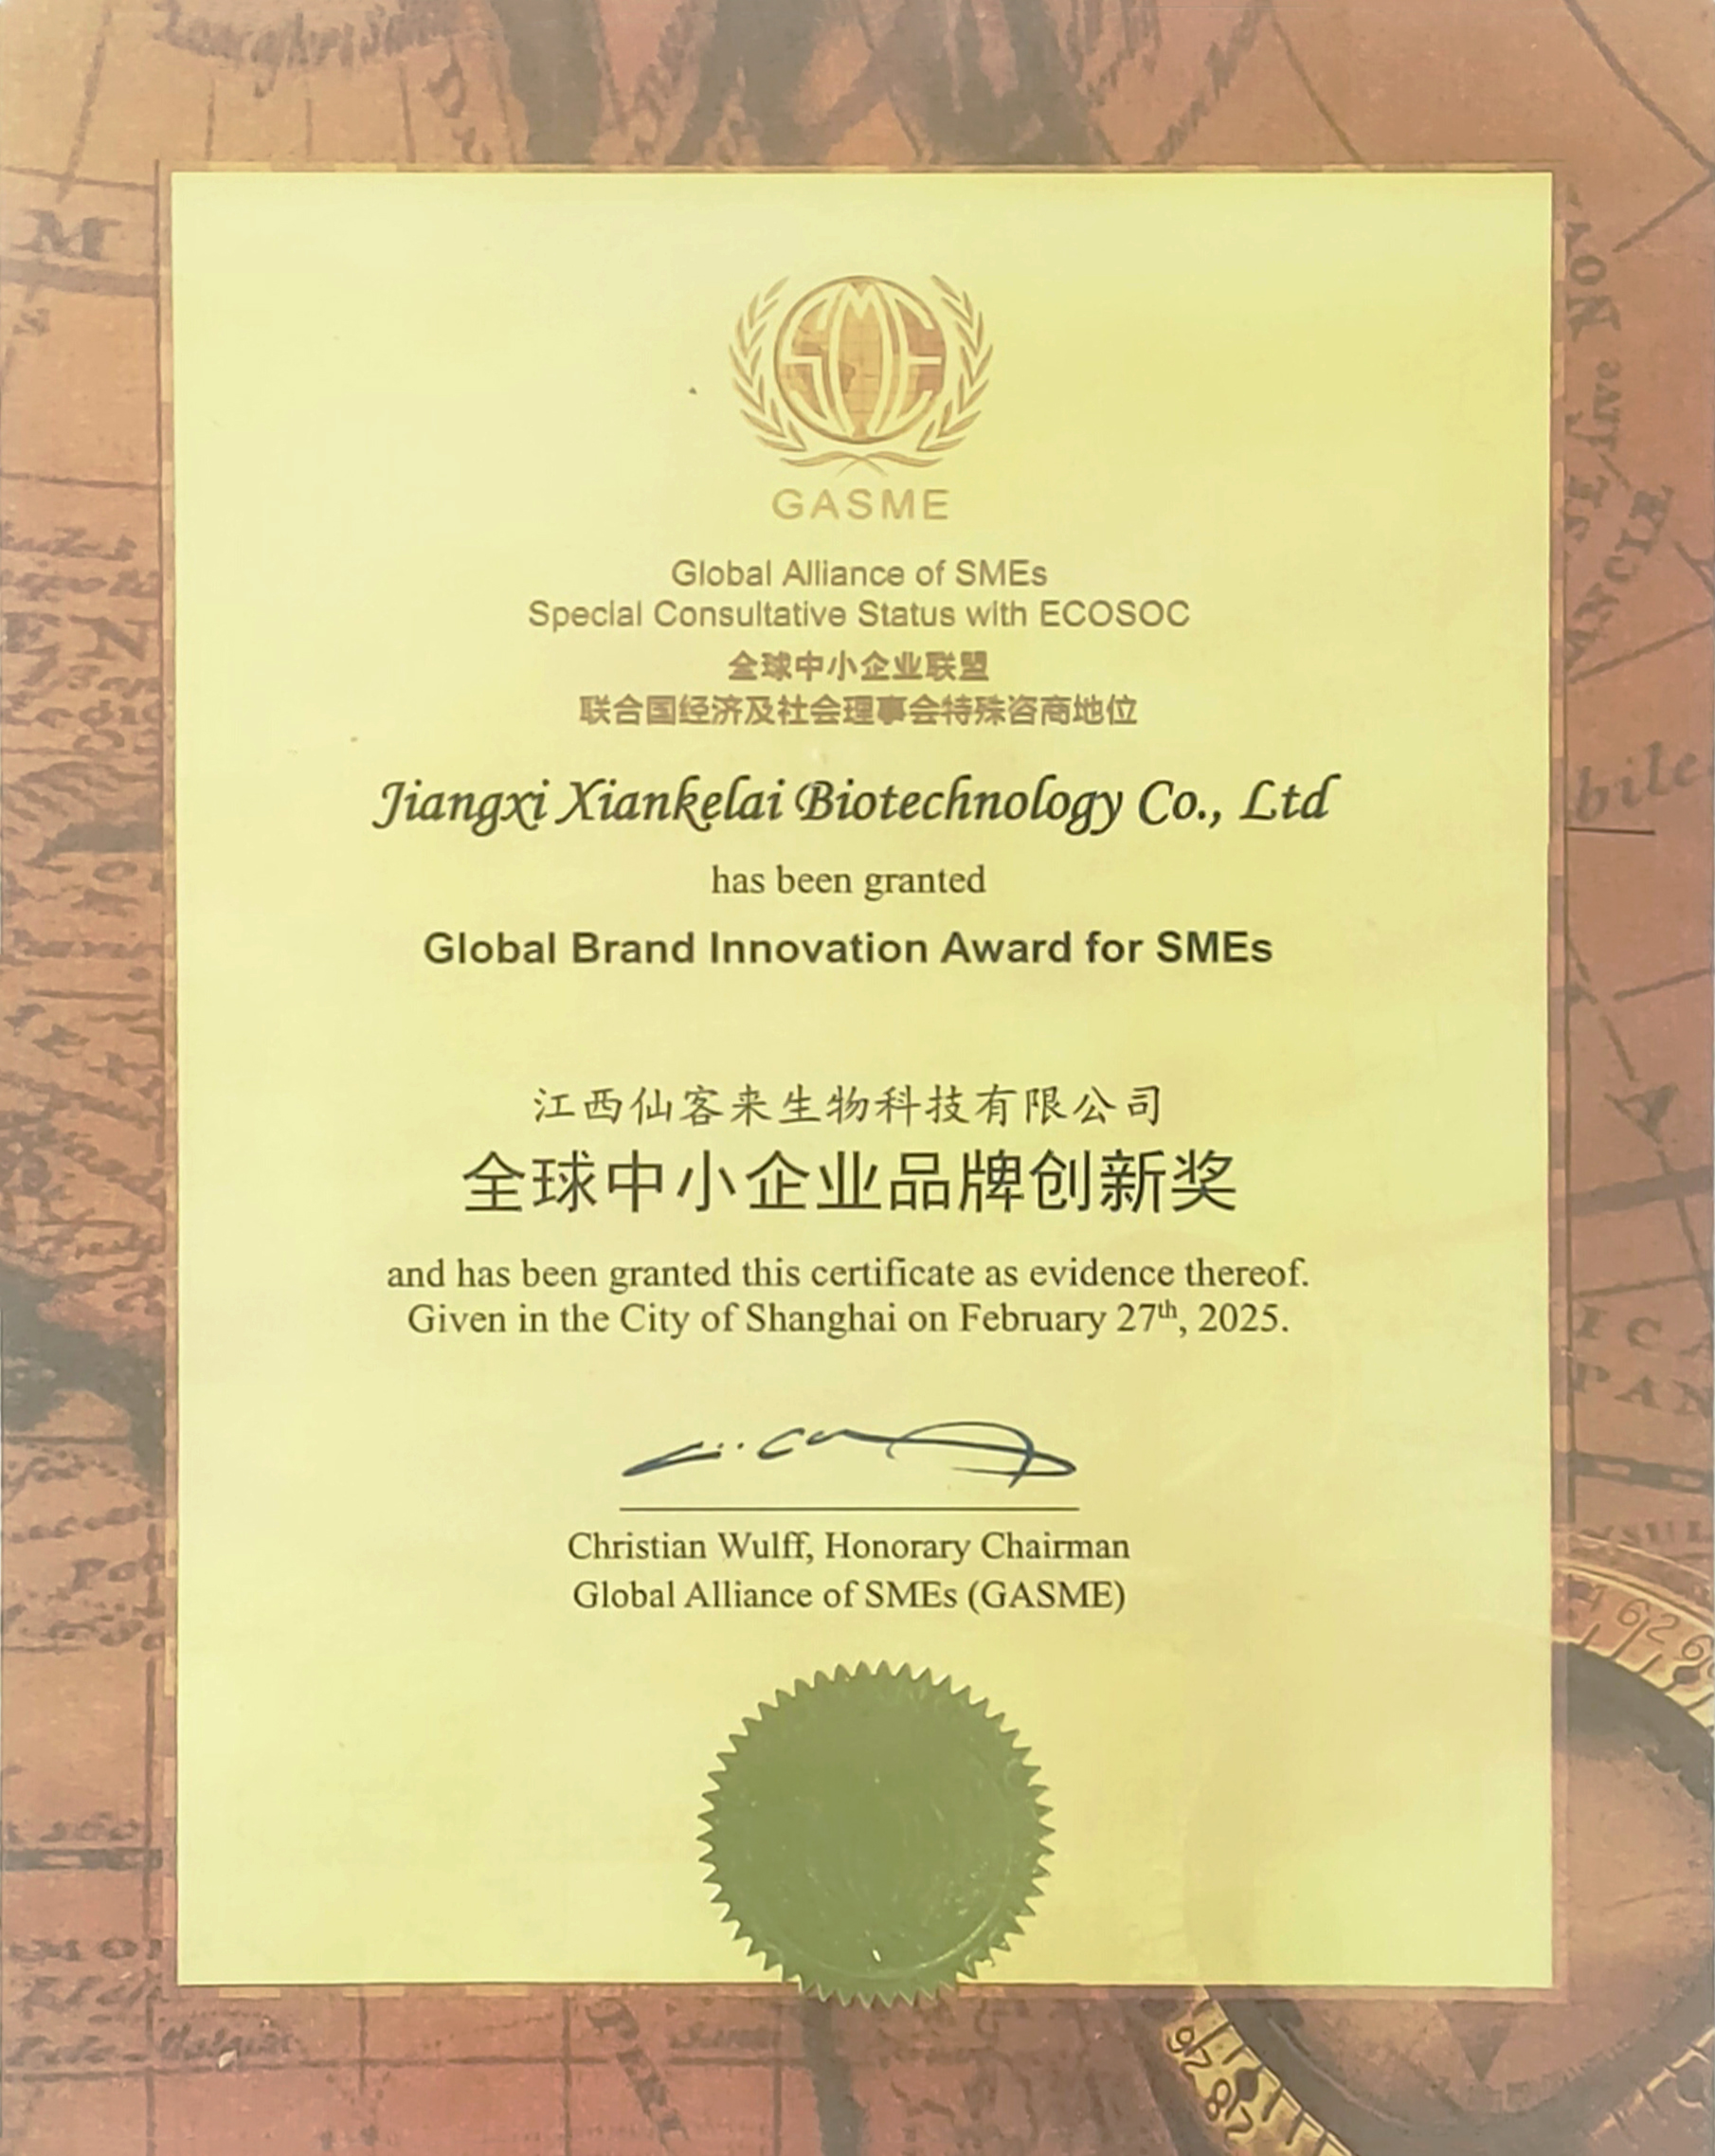 SME
GASME
Global Alliance of SMEs
Special Consultative Status with ECOSOC
全球中小企业联盟
联合国经济及社会理事会特殊咨商地位
Jiangxi Xiankelai Biotechnology Co., Ltd
has been granted
Global Brand Innovation Award for SMEs
江西仙客来生物科技有限公司
全球中小企业品牌创新奖
and has been granted this certificate as evidence thereof.
Given in the City of Shanghai on February 27th, 2025.
Christian Wulff, Honorary Chairman
Global Alliance of SMEs (GASME)